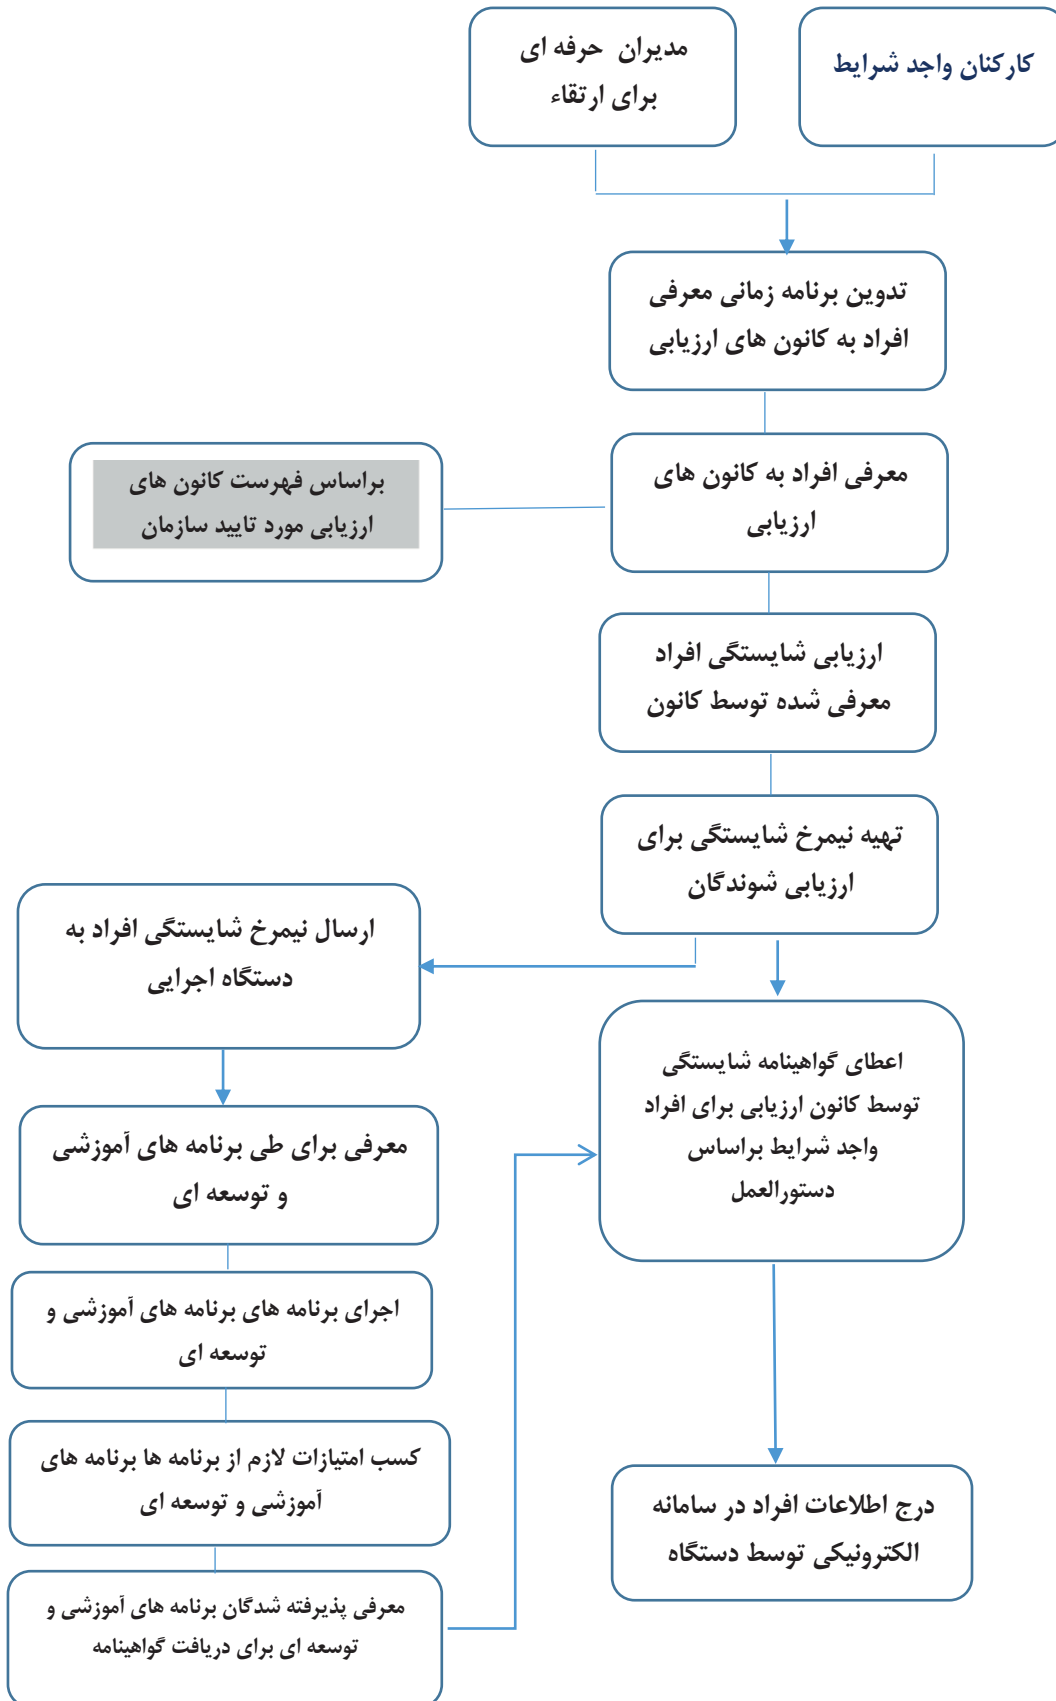 کارکنان واجد شرایط
مدیران حرفه ای
برای ارتقاء
تدوین برنامه زمانی معرفی
افراد به کانون های ارزیابی
معرفی افراد به کانون های
ارزیابی
براساس فهرست کانون های
ارزیابی مورد تایید سازمان
ارزیابی شایستگی افراد
معرفی شده توسط کانون
تهیه نیمرخ شایستگی برای
ارزیابی شوندگان
ارسال نیمرخ شایستگی افراد به
دستگاه اجرایی
معرفی برای طی برنامه های آموزشی
و توسعه ای
اجرای برنامه های برنامه های آموزشی و
توسعه ای
کسب امتیازات لازم از برنامه ها برنامه های
آموزشی و توسعه ای
معرفی پذیرفته شدگان برنامه های آموزشی و
توسعه ای برای دریافت گواهینامه
اعطای گواهینامه شایستگی
توسط کانون ارزیابی برای افراد
واجد شرایط براساس
دستورالعمل
درج اطلاعات افراد در سامانه
الکترونیکی توسط دستگاه